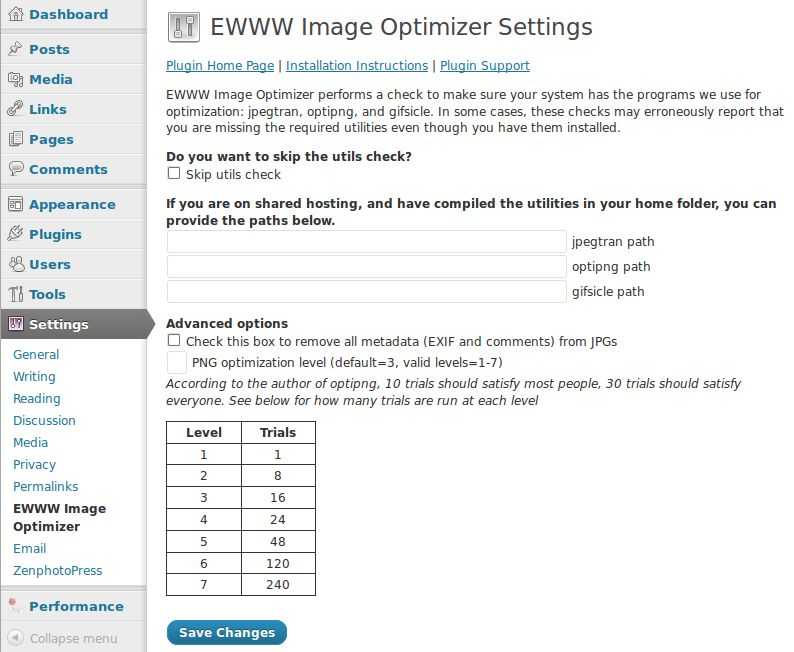 Dashboard
Posts
Media
Links
Pages
Comments
Appearance
Plugins
Users
Tools
Settings
General
Writing
Reading
Discussion
Media
Privacy
Permalinks
EWWW Image
Optimizer
Email
ZenphotoPress
Performance
Collapse menu
EWWW Image Optimizer Settings
Plugin Home Page | Installation Instructions | Plugin Support
EWWW Image Optimizer performs a check to make sure your system has the programs we use for
optimization: jpegtran, optipng, and gifsicle. In some cases, these checks may erroneously report that
you are missing the required utilities even though you have them installed.
Do you want to skip the utils check?
Skip utils check
If you are on shared hosting, and have compiled the utilities in your home folder, you can
provide the paths below.
jpegtran path
optipng path
gifsicle path
Advanced options
Check this box to remove all metadata (EXIF and comments) from JPGs
PNG optimization level (default=3, valid levels=1-7)
According to the author of optipng, 10 trials should satisfy most people, 30 trials should satisfy
everyone. See below for how many trials are run at each level
Level Trials
1 1
2 8
3 16
4 24
5 48
6 120
7 240
Save Changes